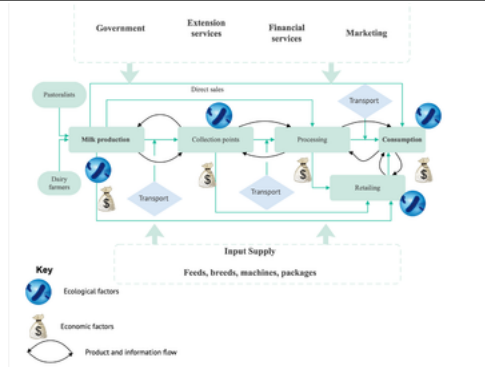 Government
Extension
services
Financial
services
Marketing
Pastoralists
Direct sales
Transport
Milk production
Collection points
Processing
Consumption
Dairy
farmers
Transport
Transport
Retailing
Input Supply
Feeds, breeds, machines, packages
Key
Ecological factors
$
Economic factors
Product and information flow